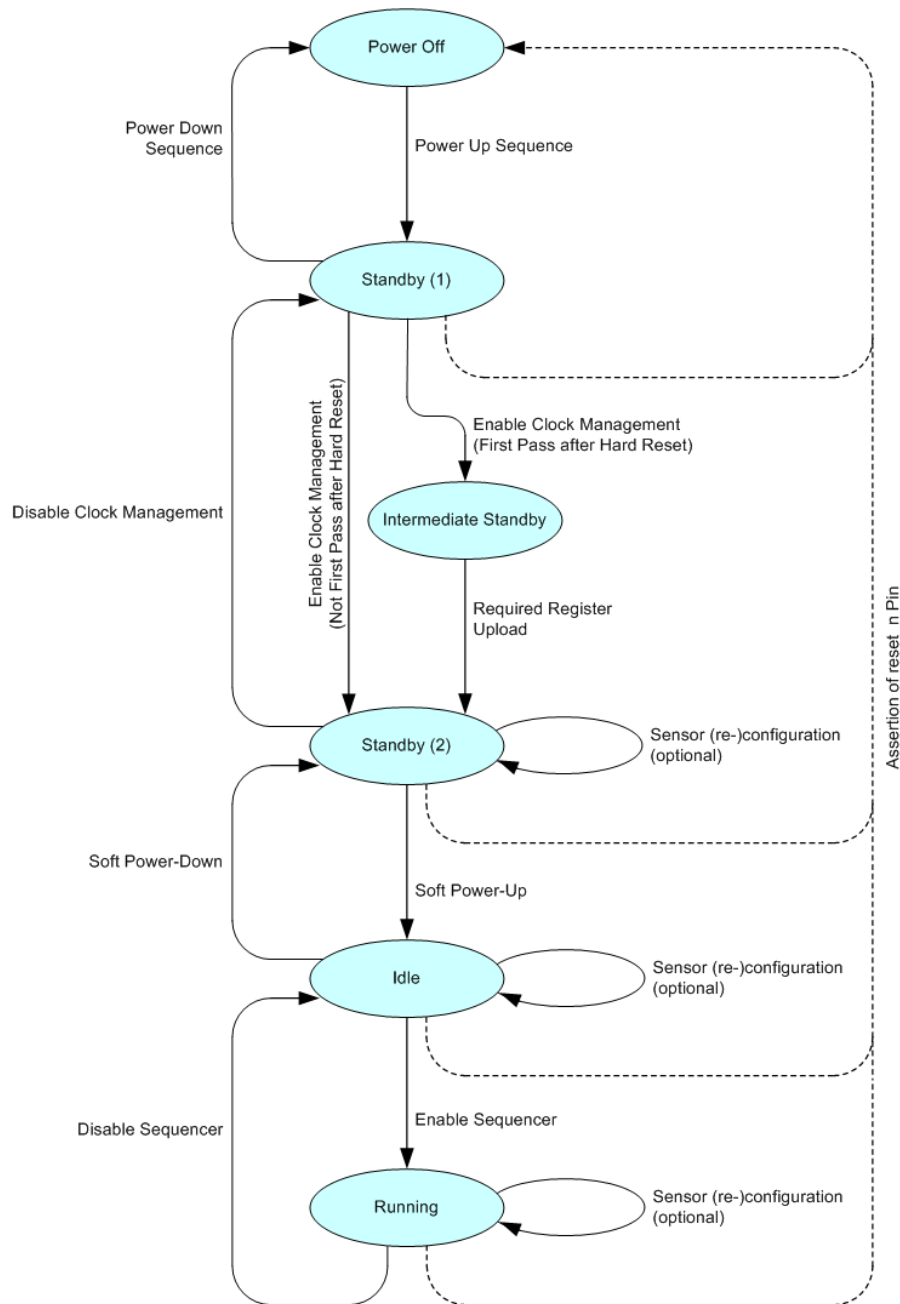 Power Off
Power Down
Sequence
Power Up Sequence
Standby (1)
Enable Clock Management
(First Pass after Hard Reset)
Enable Clock Management
(Not First Pass after Hard Reset)
Disable Clock Management
Intermediate Standby
Required Register
Upload
Assertion of reset n Pin
Standby (2)
Sensor (re-)configuration
(optional)
Soft Power-Down
Soft Power-Up
Idle
Sensor (re-)configuration
(optional)
Disable Sequencer
Enable Sequencer
Running
Sensor (re-)configuration
(optional)